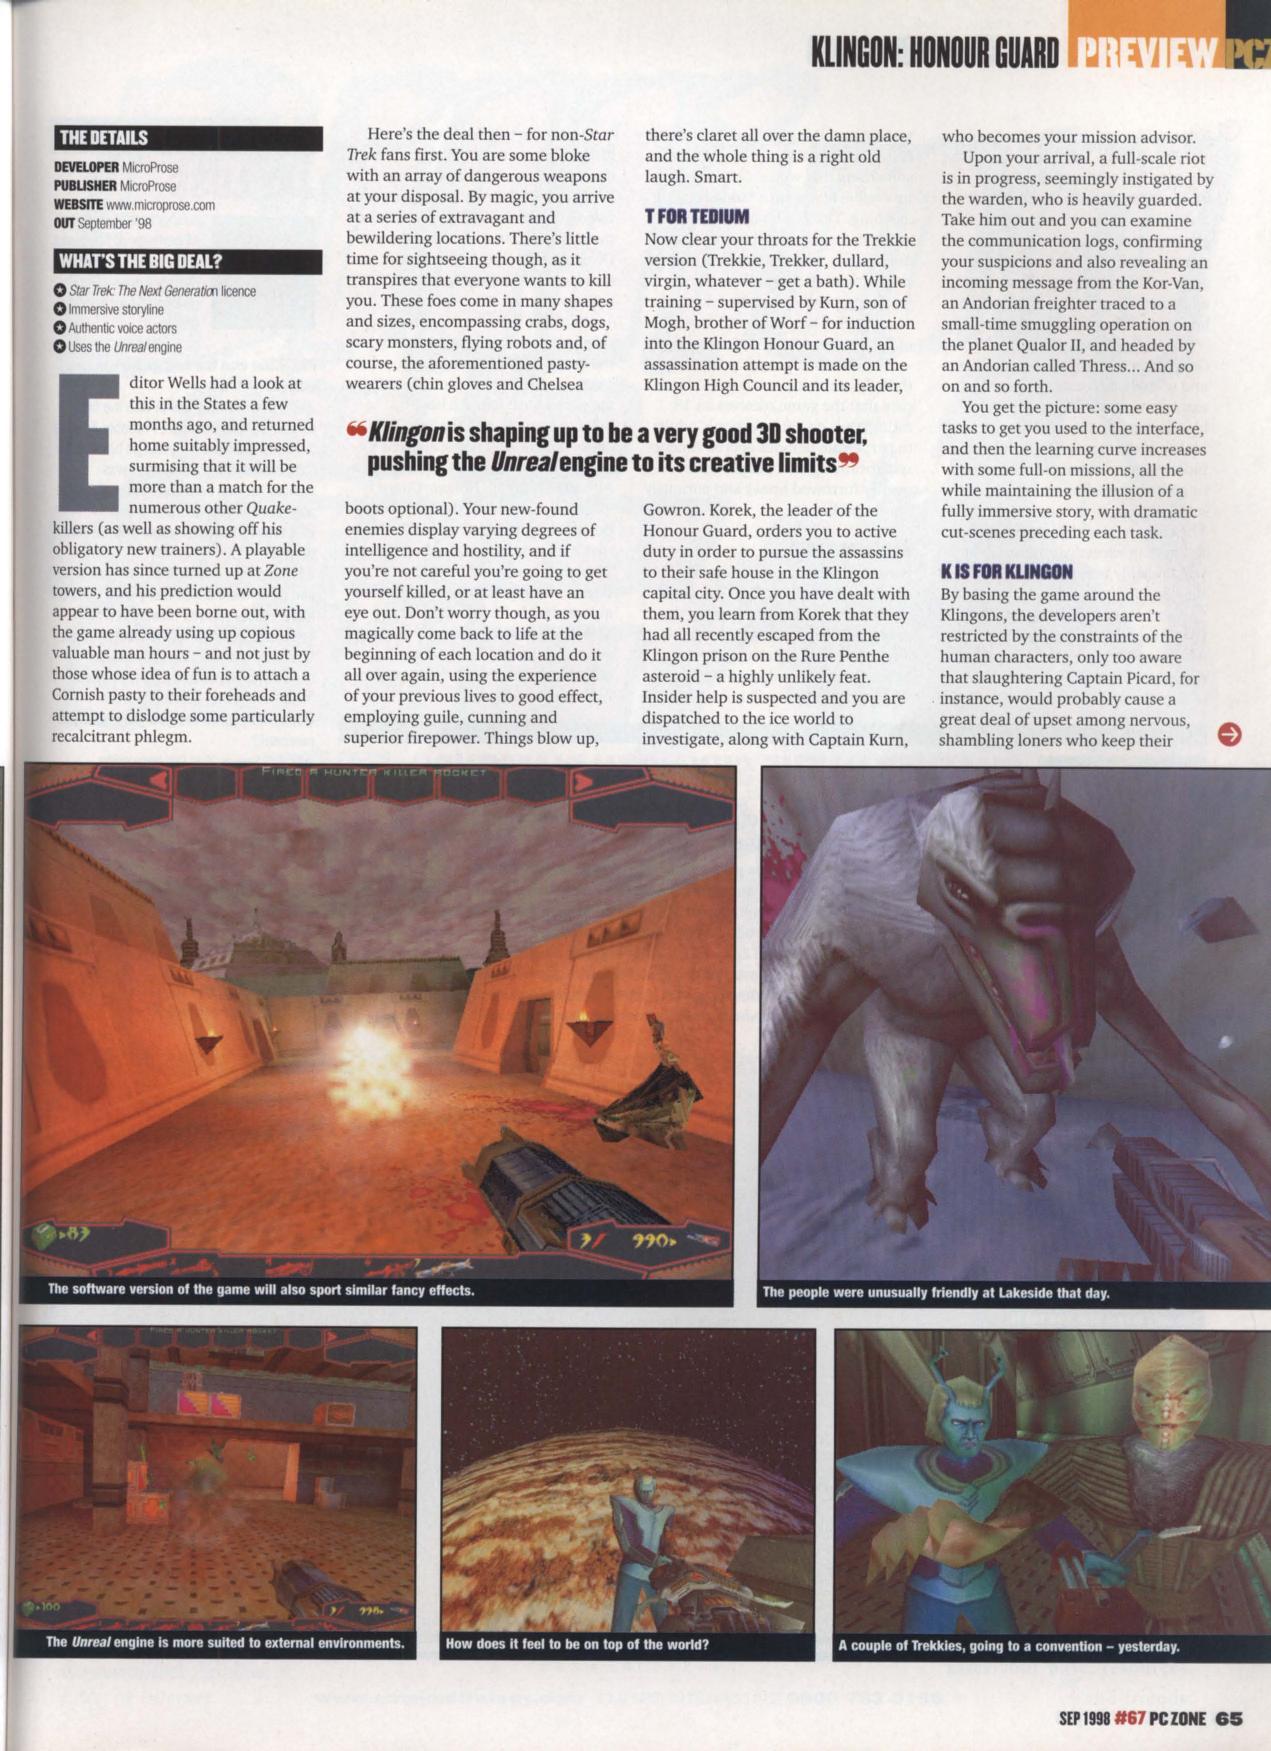 KLINGON: HONOUR GUARD PREVIEW PCZ
THE DETAILS
DEVELOPER MicroProse
PUBLISHER MicroProse
WEBSITE www.microprose.com
OUT September '98
WHAT'S THE BIG DEAL?
Star Trek: The Next Generation licence
Immersive storyline
Authentic voice actors
Uses the Unreal engine
Editor Wells had a look at
this in the States a few
months ago, and returned
home suitably impressed,
surmising that it will be
more than a match for the
numerous other Quake-
killers (as well as showing off his
obligatory new trainers). A playable
version has since turned up at Zone
towers, and his prediction would
appear to have been borne out, with
the game already using up copious
valuable man hours – and not just by
those whose idea of fun is to attach a
Cornish pasty to their foreheads and
attempt to dislodge some particularly
recalcitrant phlegm.
Here's the deal then – for non-Star
Trek fans first. You are some bloke
with an array of dangerous weapons
at your disposal. By magic, you arrive
at a series of extravagant and
bewildering locations. There's little
time for sightseeing though, as it
transpires that everyone wants to kill
you. These foes come in many shapes
and sizes, encompassing crabs, dogs,
scary monsters, flying robots and, of
course, the aforementioned pasty-
wearers (chin gloves and Chelsea
boots optional). Your new-found
enemies display varying degrees of
intelligence and hostility, and if
you're not careful you're going to get
yourself killed, or at least have an
eye out. Don't worry though, as you
magically come back to life at the
beginning of each location and do it
all over again, using the experience
of your previous lives to good effect,
employing guile, cunning and
superior firepower. Things blow up,
there's claret all over the damn place,
and the whole thing is a right old
laugh. Smart.
T FOR TEDIUM
Now clear your throats for the Trekkie
version (Trekkie, Trekker, dullard,
virgin, whatever – get a bath). While
training – supervised by Kurn, son of
Mogh, brother of Worf – for induction
into the Klingon Honour Guard, an
assassination attempt is made on the
Klingon High Council and its leader,
“Klingon is shaping up to be a very good 3D shooter,
pushing the Unreal engine to its creative limits”
Gowron. Korek, the leader of the
Honour Guard, orders you to active
duty in order to pursue the assassins
to their safe house in the Klingon
capital city. Once you have dealt with
them, you learn from Korek that they
had all recently escaped from the
Klingon prison on the Rure Penthe
asteroid – a highly unlikely feat.
Insider help is suspected and you are
dispatched to the ice world to
investigate, along with Captain Kurn,
who becomes your mission advisor.
Upon your arrival, a full-scale riot
is in progress, seemingly instigated by
the warden, who is heavily guarded.
Take him out and you can examine
the communication logs, confirming
your suspicions and also revealing an
incoming message from the Kor-Van,
an Andorian freighter traced to a
small-time smuggling operation on
the planet Qualor II, and headed by
an Andorian called Thress... And so
on and so forth.
You get the picture: some easy
tasks to get you used to the interface,
and then the learning curve increases
with some full-on missions, all the
while maintaining the illusion of a
fully immersive story, with dramatic
cut-scenes preceding each task.
K IS FOR KLINGON
By basing the game around the
Klingons, the developers aren't
restricted by the constraints of the
human characters, only too aware
that slaughtering Captain Picard, for
instance, would probably cause a
great deal of upset among nervous,
shambling loners who keep their
FIRED A HUNTER KILLER ROCKET
83
3/ 990
The software version of the game will also sport similar fancy effects.
The people were unusually friendly at Lakeside that day.
FIRED A HUNTER KILLER ROCKET
100
The Unreal engine is more suited to external environments.
How does it feel to be on top of the world?
A couple of Trekkies, going to a convention – yesterday.
SEP 1998 #67 PC ZONE 65